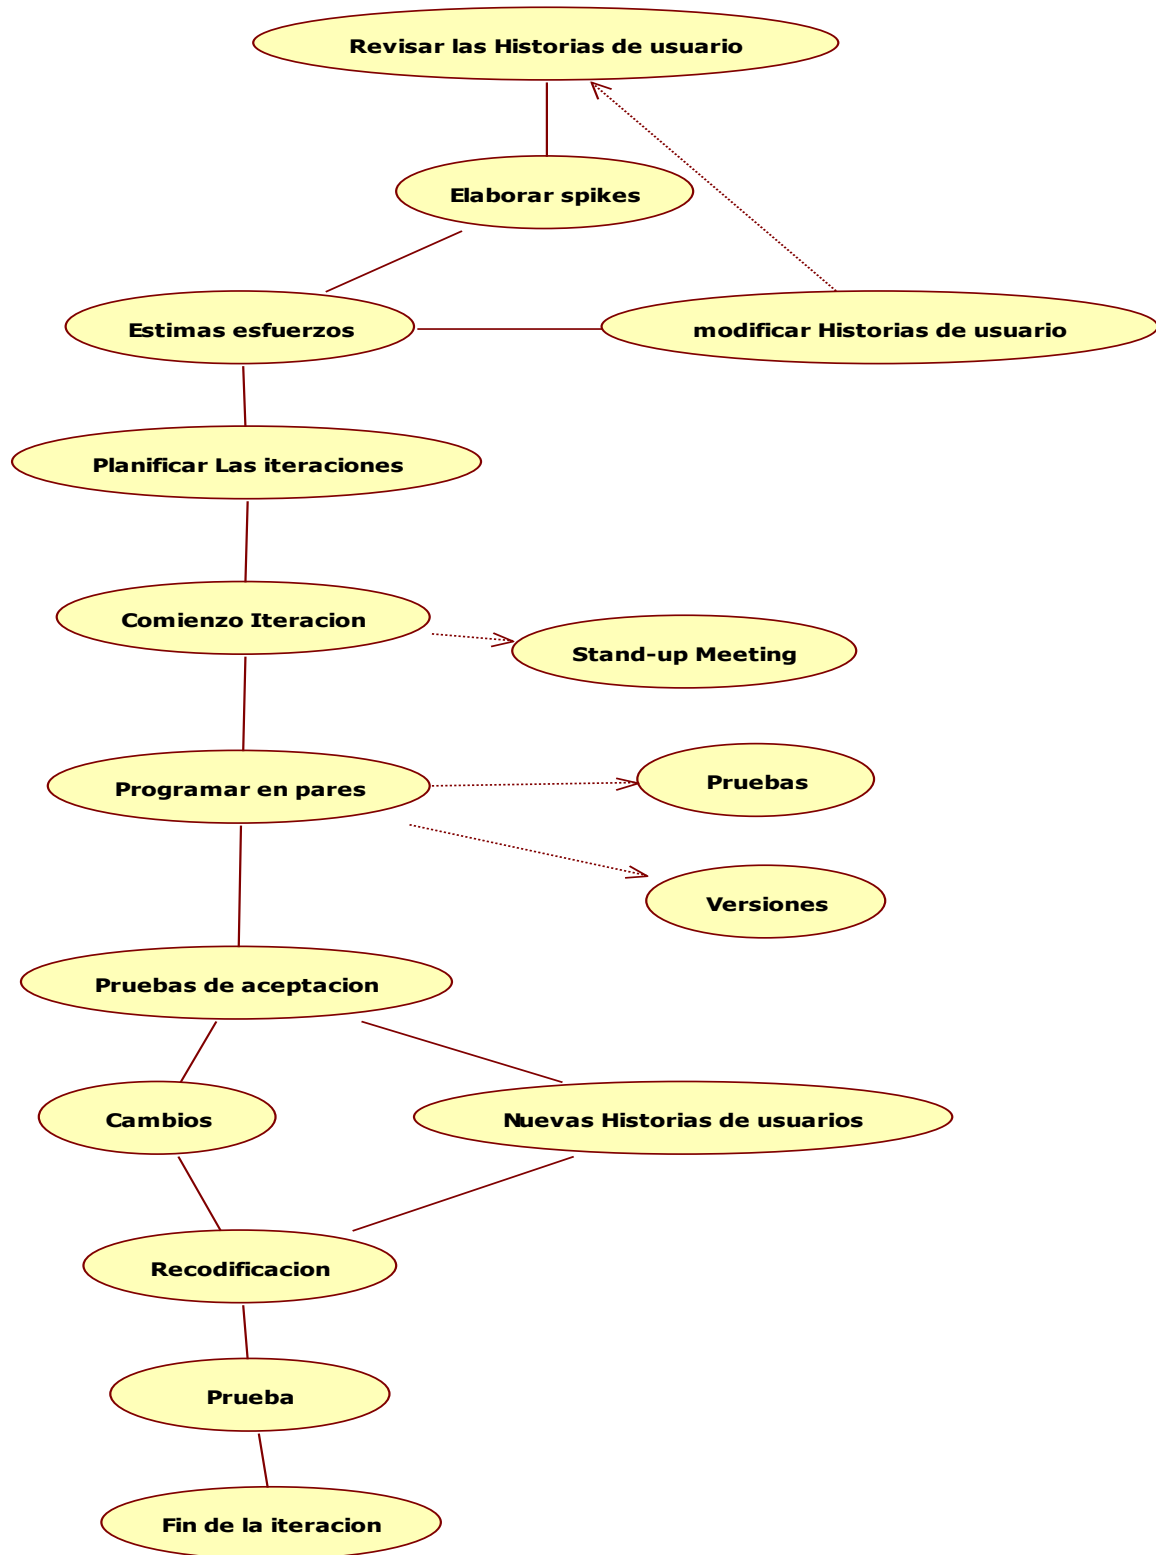 Revisar las Historias de usuario
Elaborar spikes
Estimas esfuerzos
modificar Historias de usuario
Planificar Las iteraciones
Comienzo Iteracion
Stand-up Meeting
Programar en pares
Pruebas
Versiones
Pruebas de aceptacion
Cambios
Nuevas Historias de usuarios
Recodificacion
Prueba
Fin de la iteracion